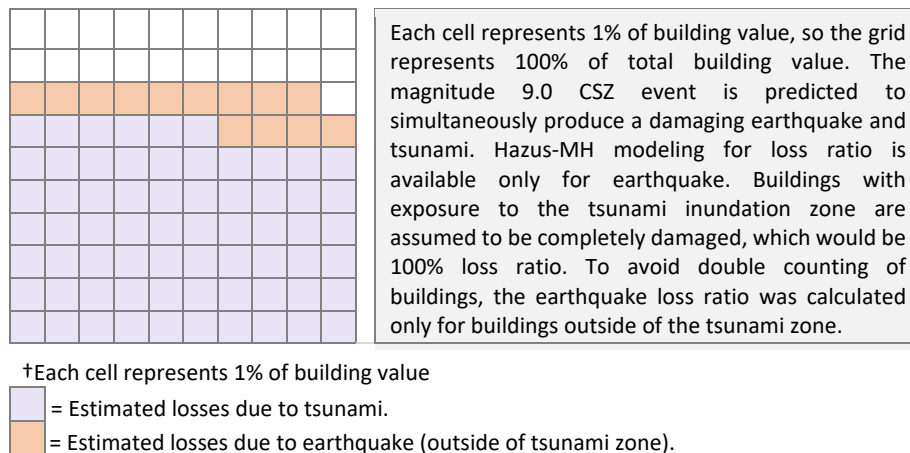 Each cell represents 1% of building value, so the grid
represents 100% of total building value. The
magnitude 9.0 CSZ event is predicted to
simultaneously produce a damaging earthquake and
tsunami. Hazus-MH modeling for loss ratio is
available only for earthquake. Buildings with
exposure to the tsunami inundation zone are
assumed to be completely damaged, which would be
100% loss ratio. To avoid double counting of
buildings, the earthquake loss ratio was calculated
only for buildings outside of the tsunami zone.
†Each cell represents 1% of building value
= Estimated losses due to tsunami.
= Estimated losses due to earthquake (outside of tsunami zone).